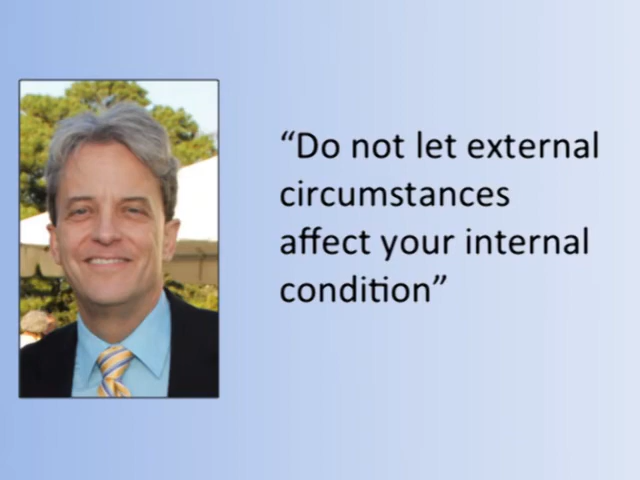 “Do not let external
circumstances
affect your internal
condition”